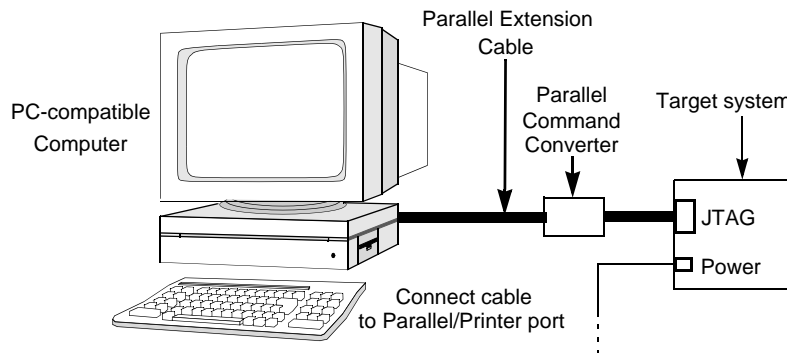 Parallel Extension
Cable
PC-compatible
Computer
Parallel
Command
Converter
Target system
JTAG
Power
Connect cable
to Parallel/Printer port